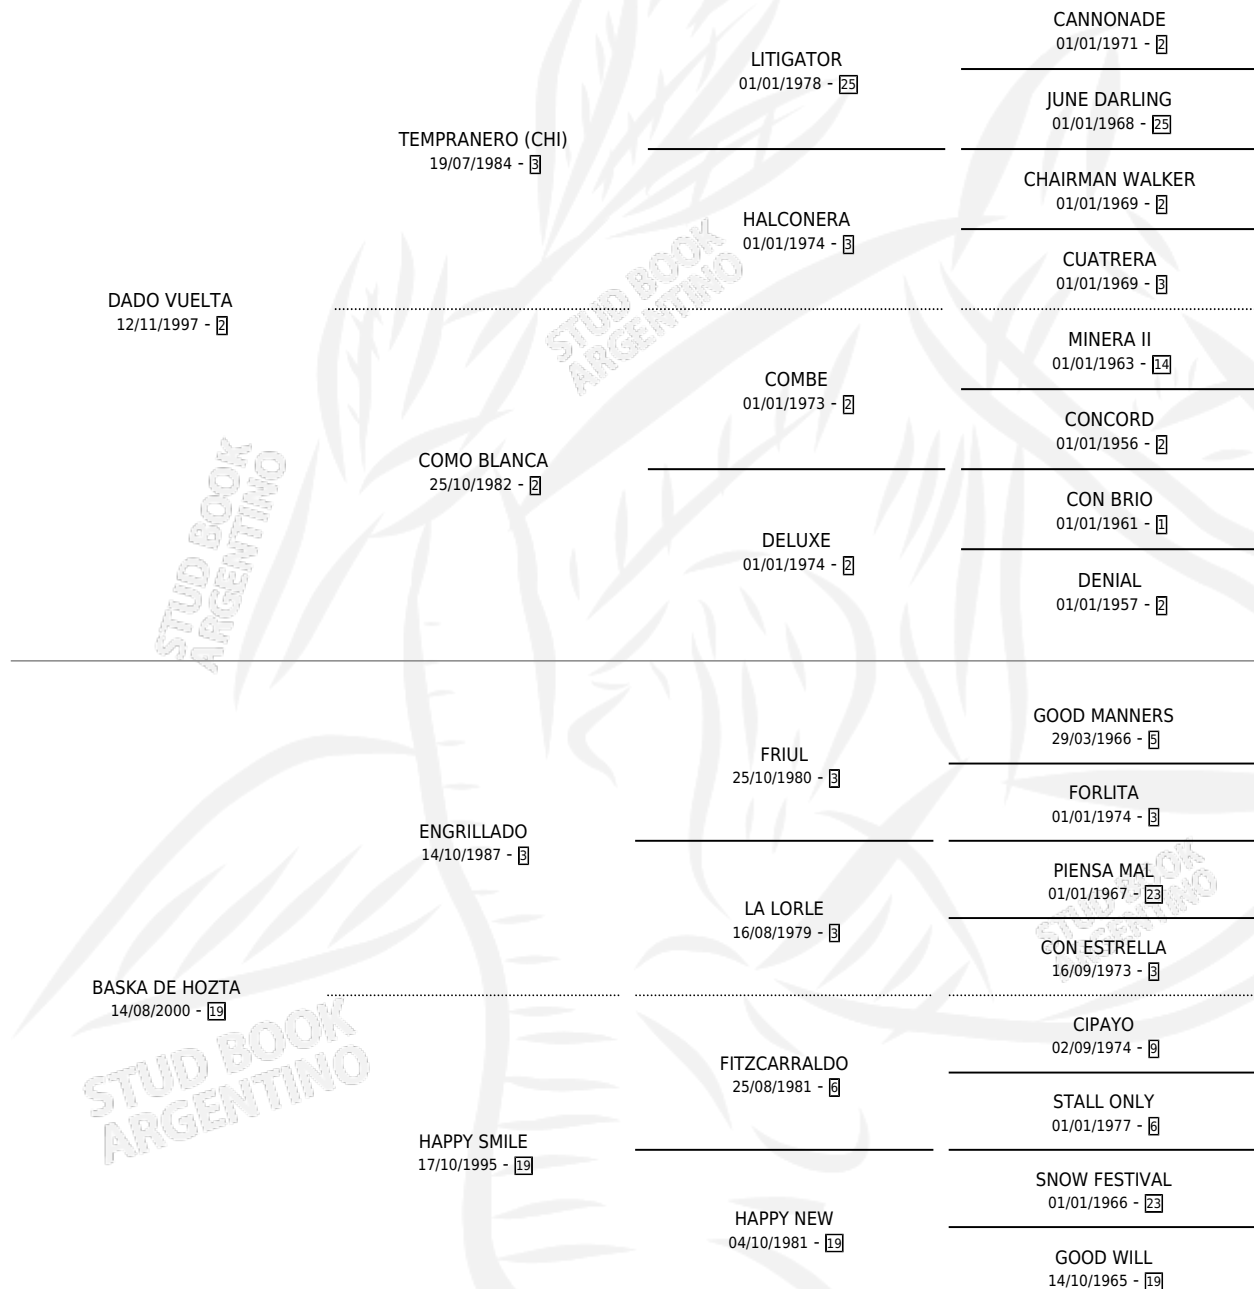 CANNONADE
01/01/1971 - 2
LITIGATOR
01/01/1978 - 25
JUNE DARLING
01/01/1968 - 25
TEMPRANERO (CHI)
19/07/1984 - 3
CHAIRMAN WALKER
01/01/1969 - 2
HALCONERA
01/01/1974 - 3
CUATRERA
01/01/1969 - 3
DADO VUELTA
12/11/1997 - 2
MINERA II
01/01/1963 - 14
COMBE
01/01/1973 - 2
CONCORD
01/01/1956 - 2
COMO BLANCA
25/10/1982 - 2
CON BRIO
01/01/1961 - 1
DELUXE
01/01/1974 - 2
DENIAL
01/01/1957 - 2
GOOD MANNERS
29/03/1966 - 5
FRIUL
25/10/1980 - 3
FORLITA
01/01/1974 - 3
ENGRILLADO
14/10/1987 - 3
PIENSA MAL
01/01/1967 - 23
LA LORLE
16/08/1979 - 3
CON ESTRELLA
16/09/1973 - 3
BASKA DE HOZTA
14/08/2000 - 19
CIPAYO
02/09/1974 - 9
FITZCARRALDO
25/08/1981 - 6
STALL ONLY
01/01/1977 - 6
HAPPY SMILE
17/10/1995 - 19
SNOW FESTIVAL
01/01/1966 - 23
HAPPY NEW
04/10/1981 - 19
GOOD WILL
14/10/1965 - 19
STUD BOOK
ARGENTINO
STUD BOOK
ARGENTINO
STUD BOOK
ARGENTINO
STUD BOOK
ARGENTINO